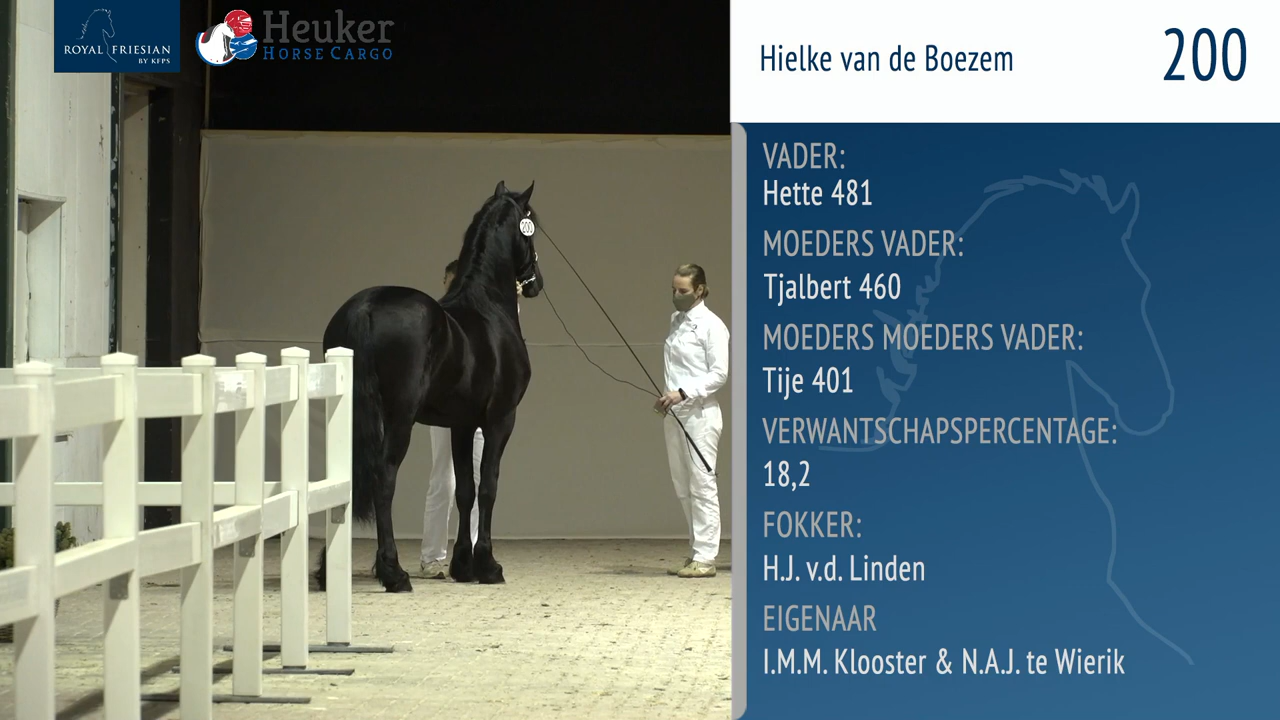 ROYAL FRIESIAN
BY KFPS
Heuker
HORSE CARGO
Hielke van de Boezem
200
200
VADER:
Hette 481
MOEDERS VADER:
Tjalbert 460
MOEDERS MOEDERS VADER:
Tije 401
VERWANTSCHAPSPERCENTAGE:
18,2
FOKKER:
H.J. v.d. Linden
EIGENAAR
I.M.M. Klooster & N.A.J. te Wierik